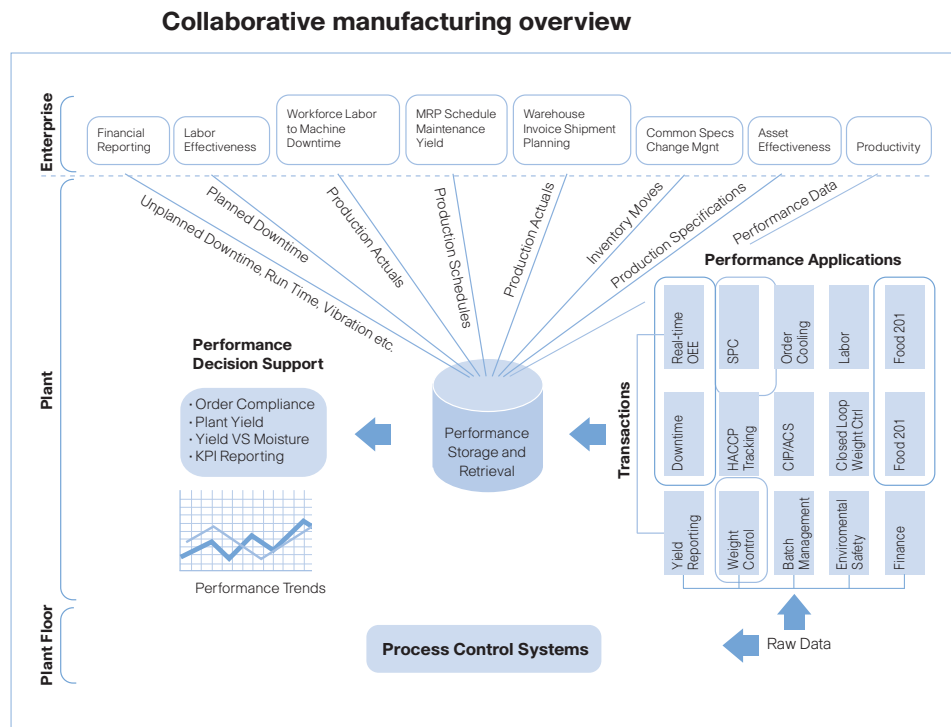 Collaborative manufacturing overview
Enterprise
Financial
Reporting
Labor
Effectiveness
Workforce Labor
to Machine
Downtime
MRP Schedule
Maintenance
Yield
Warehouse
Invoice Shipment
Planning
Common Specs
Change Mgnt
Asset
Effectiveness
Productivity
Plant
Unplanned Downtime, Run Time, Vibration etc.
Planned Downtime
Production Actuals
Production Schedules
Production Actuals
Inventory Moves
Production Specifications
Performance Data
Performance Applications
Real-time
OEE
SPC
Order
Cooling
Labor
Food 201
Transactions
Downtime
HACCP
Tracking
CIP/ACS
Closed Loop
Weight Ctrl
Food 201
Yield
Reporting
Weight
Control
Batch
Management
Enviromental
Safety
Finance
Performance
Decision Support
· Order Compliance
· Plant Yield
· Yield VS Moisture
· KPI Reporting
Performance
Storage and
Retrieval
Performance Trends
Plant Floor
Process Control Systems
Raw Data